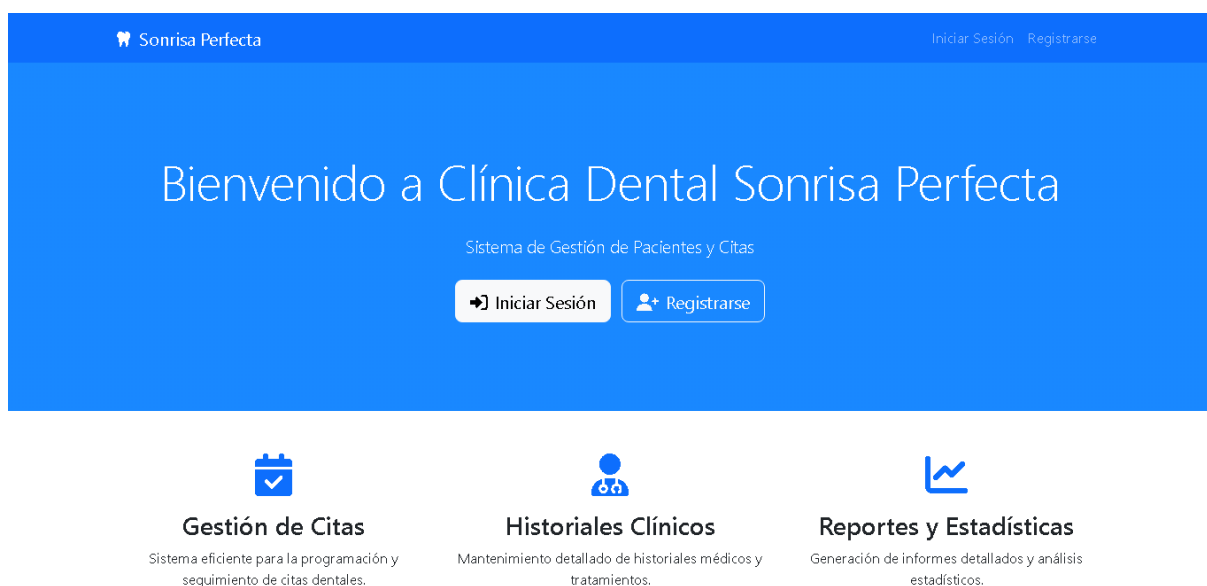 Sonrisa Perfecta
Iniciar Sesión Registrarse
Bienvenido a Clínica Dental Sonrisa Perfecta
Sistema de Gestión de Pacientes y Citas
Iniciar Sesión Registrarse
Gestión de Citas
Sistema eficiente para la programación y
seguimiento de citas dentales.
Historiales Clínicos
Mantenimiento detallado de historiales médicos y
tratamientos.
Reportes y Estadísticas
Generación de informes detallados y análisis
estadísticos.